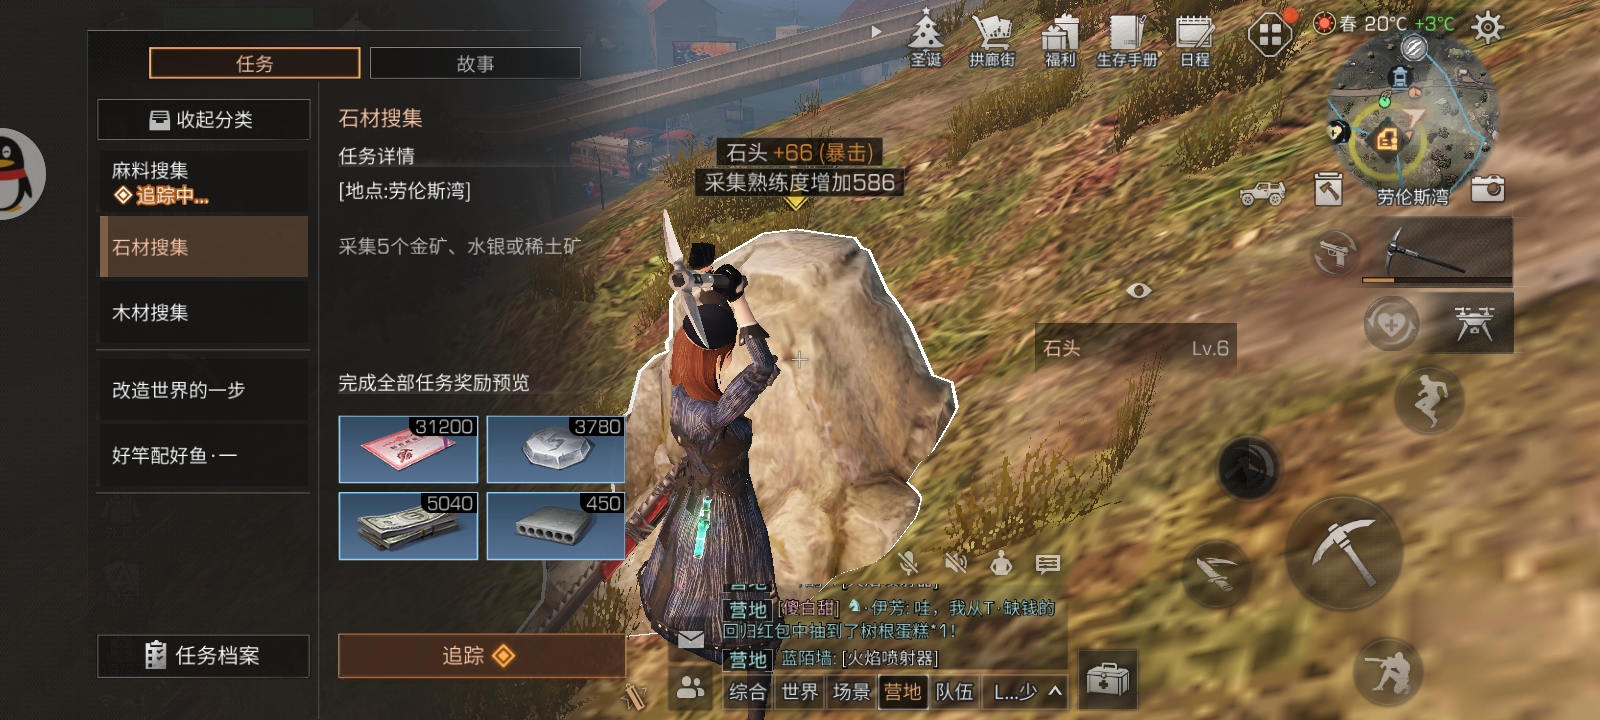 任务
故事
收起分类
麻料搜集
追踪中...
石材搜集
木材搜集
改造世界的一步
好竿配好鱼·一
任务档案
石材搜集
任务详情
[地点:劳伦斯湾]
采集5个金矿、水银或稀土矿
完成全部任务奖励预览
31200
3780
5040
450
追踪
圣诞
拱廊街
福利
生存手册
日程
春 20℃ +3℃
劳伦斯湾
石头 +66 (暴击)
采集熟练度增加586
石头 Lv.6
营地 [傻白甜] 伊芳: 哇，我从T·缺钱的
回归红包中抽到了树根蛋糕*1!
营地 蓝陌墙: [火焰喷射器]
综合 世界 场景 营地 队伍 L...少